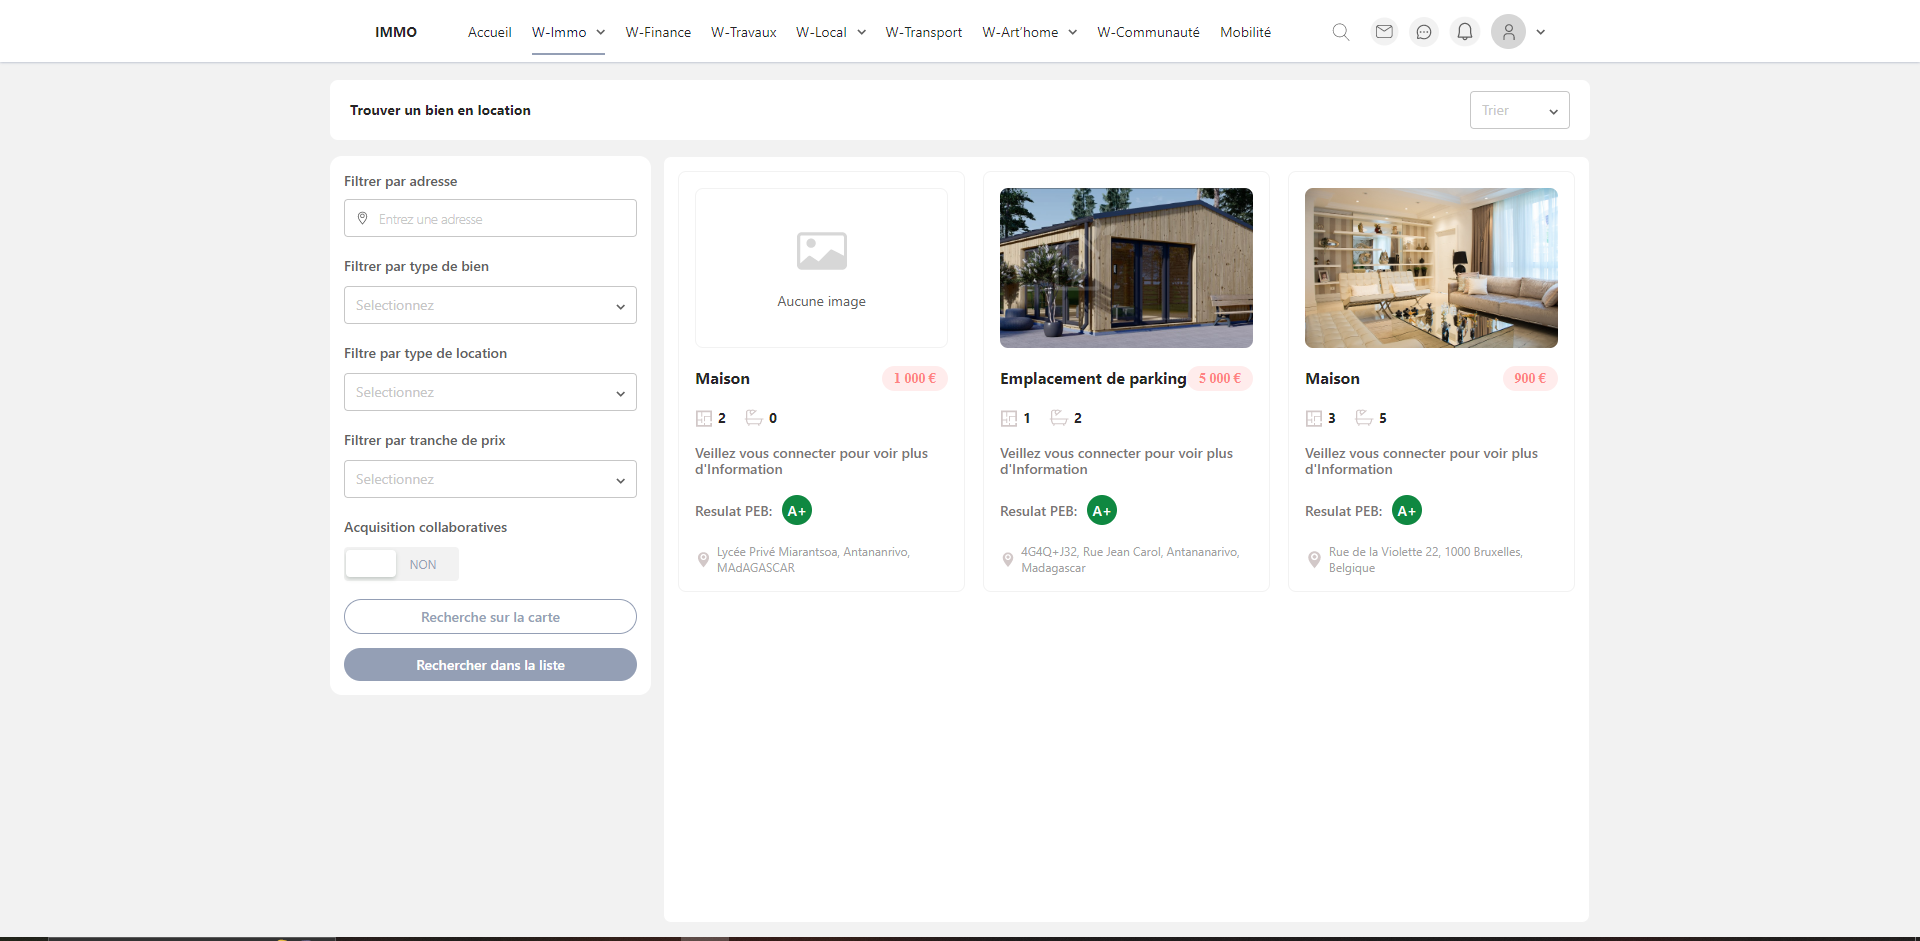 IMMO
Accueil
W-Immo
W-Finance
W-Travaux
W-Local
W-Transport
W-Art'home
W-Communauté
Mobilité
Trouver un bien en location
Trier
Filtrer par adresse
Entrez une adresse
Filtrer par type de bien
Selectionnez
Filtre par type de location
Selectionnez
Filtrer par tranche de prix
Selectionnez
Acquisition collaboratives
NON
Recherche sur la carte
Rechercher dans la liste
Aucune image
Maison
1 000 €
2
0
Veillez vous connecter pour voir plus
d'Information
Resulat PEB:
A+
Lycée Privé Miarantsoa, Antananrivo,
MAdAGASCAR
Emplacement de parking
5 000 €
1
2
Veillez vous connecter pour voir plus
d'Information
Resulat PEB:
A+
4G4Q+J32, Rue Jean Carol, Antananarivo,
Madagascar
Maison
900 €
3
5
Veillez vous connecter pour voir plus
d'Information
Resulat PEB:
A+
Rue de la Violette 22, 1000 Bruxelles,
Belgique